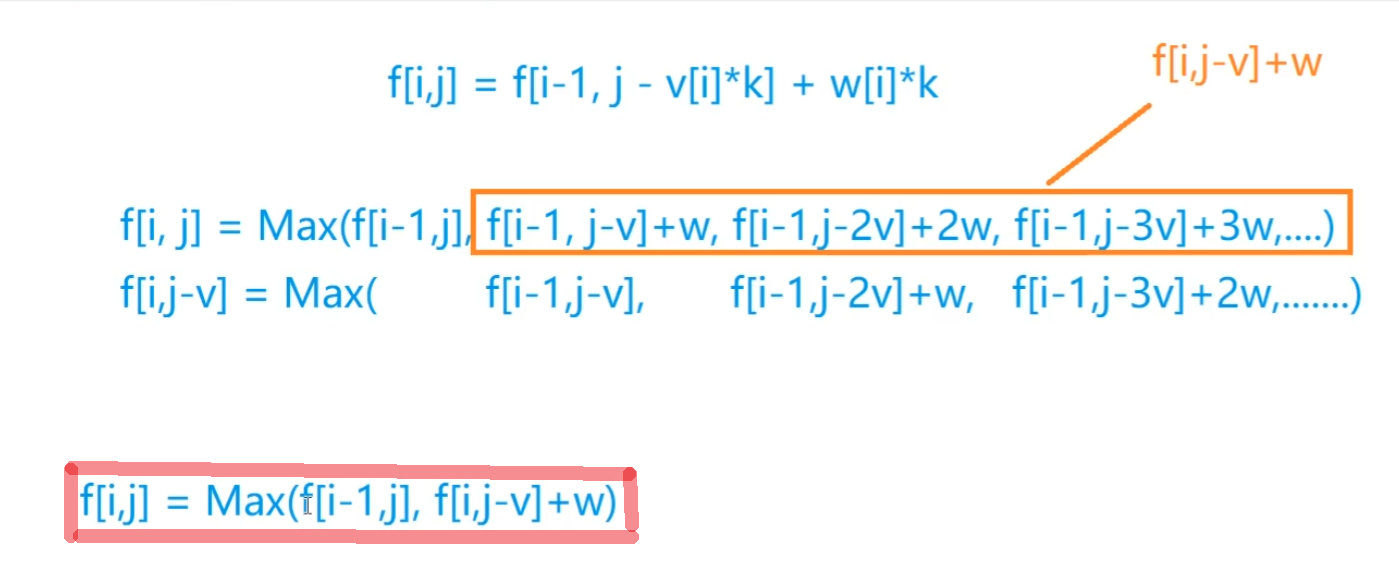 f[i,j-v]+w
f[i,j] = f[i-1, j - v[i]*k] + w[i]*k
f[i, j] = Max(f[i-1,j], f[i-1, j-v]+w, f[i-1,j-2v]+2w, f[i-1,j-3v]+3w,....)
f[i,j-v] = Max( f[i-1,j-v], f[i-1,j-2v]+w, f[i-1,j-3v]+2w,.......)
f[i,j] = Max(f[i-1,j], f[i,j-v]+w)